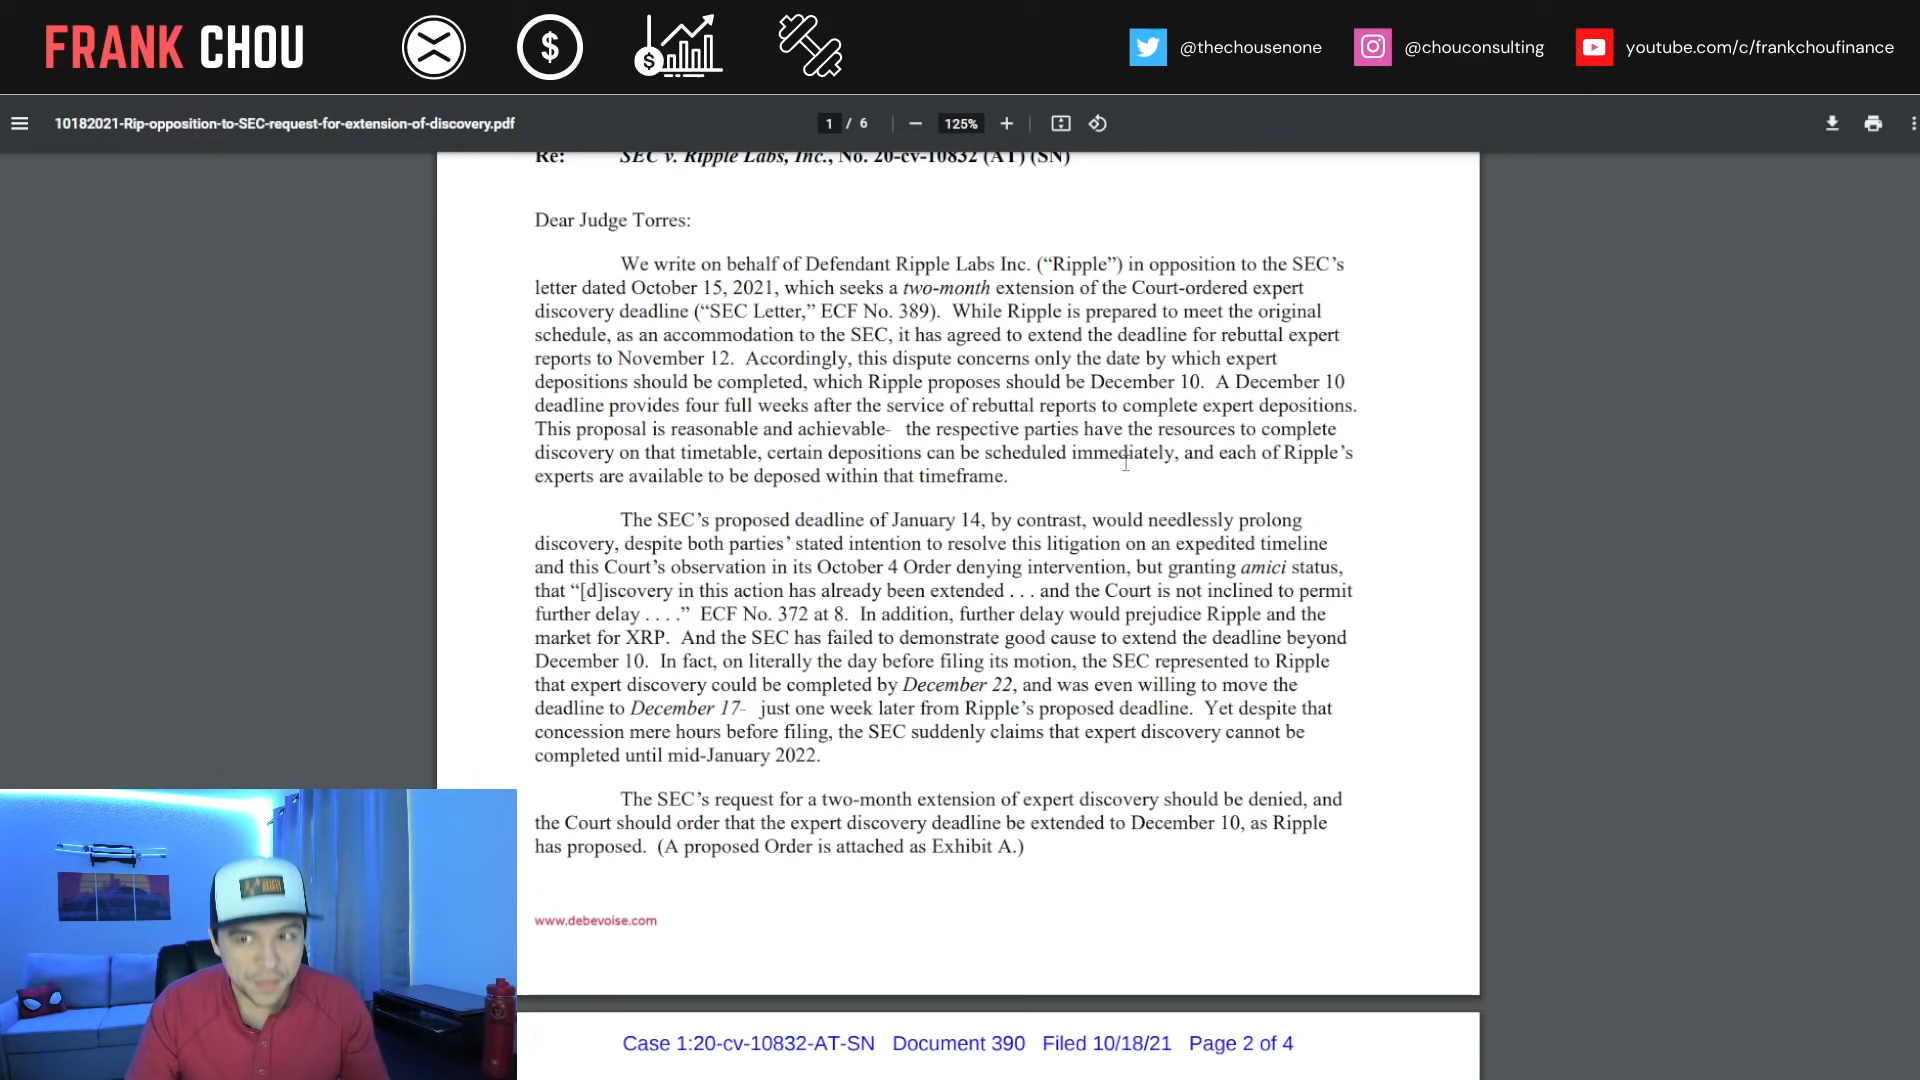 FRANK CHOU
@thechousenone
@chouconsulting
youtube.com/c/frankchoufinance
10182021-Rip-opposition-to-SEC-request-for-extension-of-discovery.pdf
1 / 6
125%
Re: SEC v. Ripple Labs, Inc., No. 20-cv-10832 (AT) (SN)
Dear Judge Torres:
We write on behalf of Defendant Ripple Labs Inc. (“Ripple”) in opposition to the SEC’s
letter dated October 15, 2021, which seeks a two-month extension of the Court-ordered expert
discovery deadline (“SEC Letter,” ECF No. 389). While Ripple is prepared to meet the original
schedule, as an accommodation to the SEC, it has agreed to extend the deadline for rebuttal expert
reports to November 12. Accordingly, this dispute concerns only the date by which expert
depositions should be completed, which Ripple proposes should be December 10. A December 10
deadline provides four full weeks after the service of rebuttal reports to complete expert depositions.
This proposal is reasonable and achievable- the respective parties have the resources to complete
discovery on that timetable, certain depositions can be scheduled immediately, and each of Ripple’s
experts are available to be deposed within that timeframe.
The SEC’s proposed deadline of January 14, by contrast, would needlessly prolong
discovery, despite both parties’ stated intention to resolve this litigation on an expedited timeline
and this Court’s observation in its October 4 Order denying intervention, but granting amici status,
that “[d]iscovery in this action has already been extended . . . and the Court is not inclined to permit
further delay . . . .” ECF No. 372 at 8. In addition, further delay would prejudice Ripple and the
market for XRP. And the SEC has failed to demonstrate good cause to extend the deadline beyond
December 10. In fact, on literally the day before filing its motion, the SEC represented to Ripple
that expert discovery could be completed by December 22, and was even willing to move the
deadline to December 17- just one week later from Ripple’s proposed deadline. Yet despite that
concession mere hours before filing, the SEC suddenly claims that expert discovery cannot be
completed until mid-January 2022.
The SEC’s request for a two-month extension of expert discovery should be denied, and
the Court should order that the expert discovery deadline be extended to December 10, as Ripple
has proposed. (A proposed Order is attached as Exhibit A.)
www.debevoise.com
Case 1:20-cv-10832-AT-SN Document 390 Filed 10/18/21 Page 2 of 4